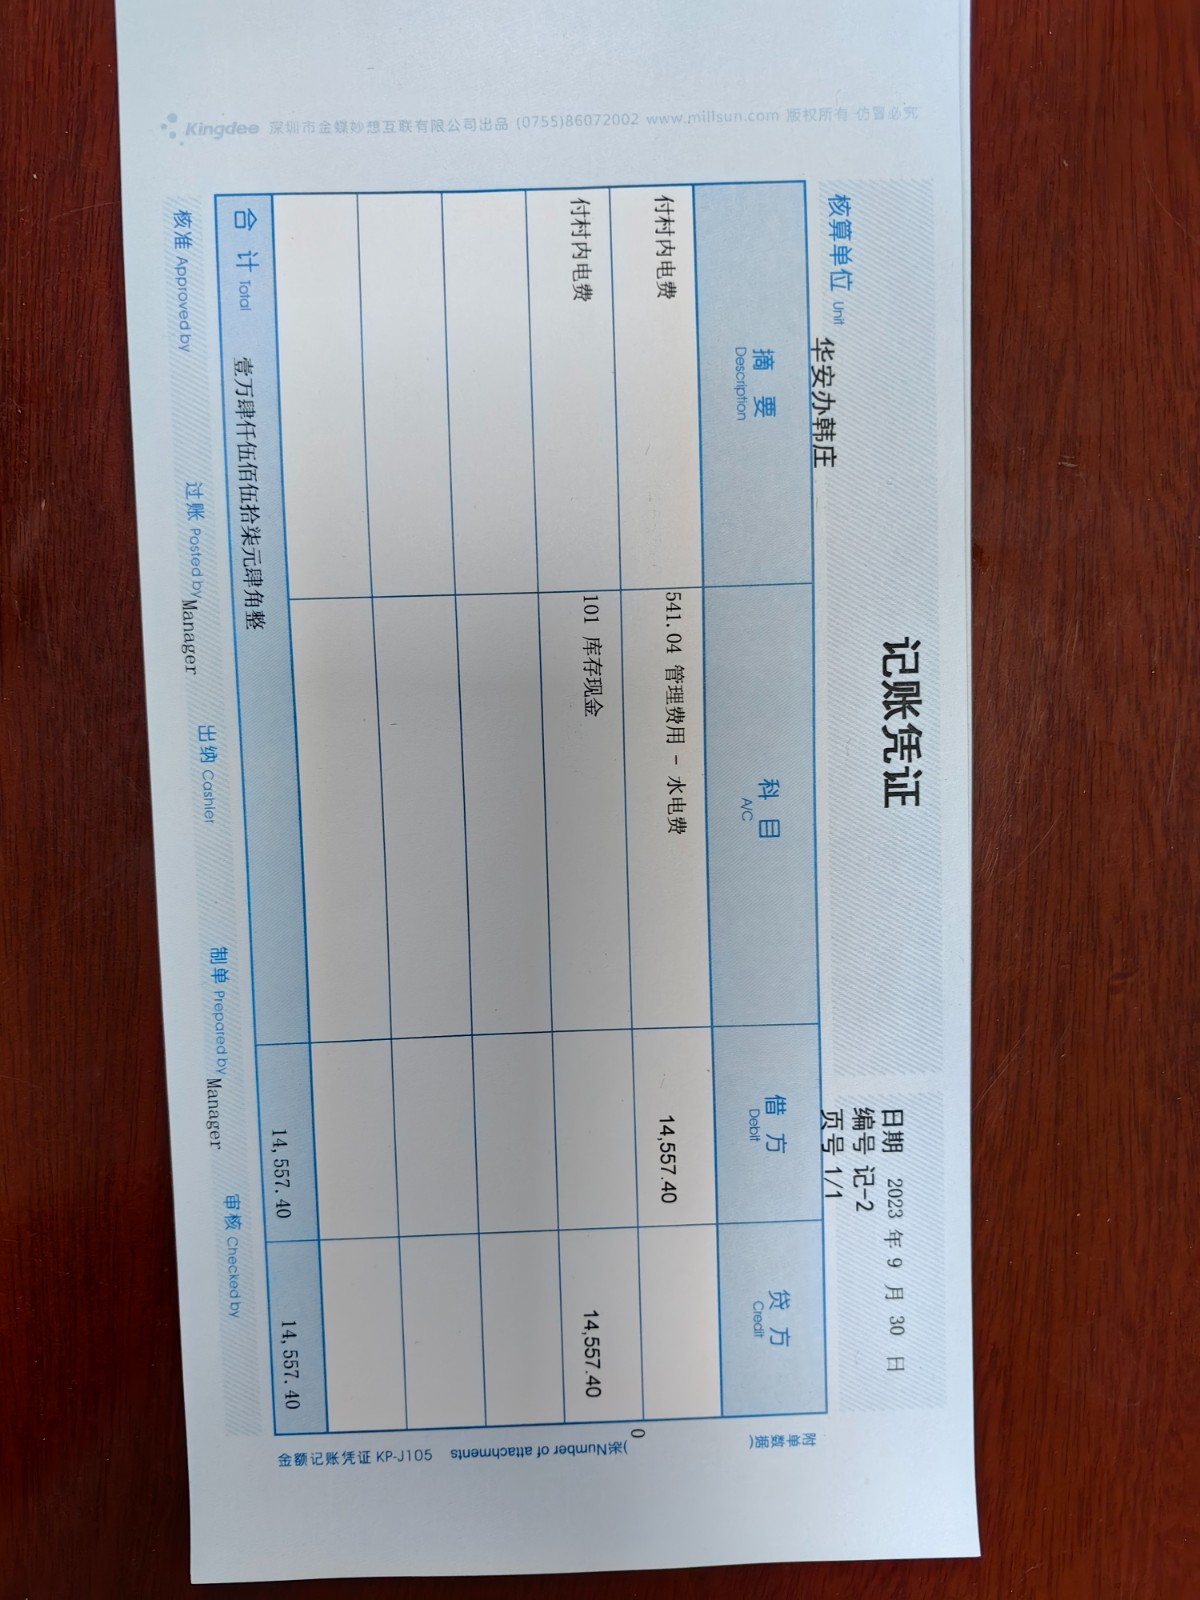 记账凭证
日期 2023 年 9 月 30 日
编号 记-2
核算单位 Unit 华安办韩庄
页号 1/1
摘 要 科 目 借 方 贷 方
Description A/C Debit Credit
付村内电费 541.04 管理费用 - 水电费 14,557.40
付村内电费 101 库存现金 14,557.40
合 计 Total 壹万肆仟伍佰伍拾柒元肆角整 14,557.40 14,557.40
核准 Approved by 过账 Posted by Manager 出纳 Cashier 制单 Prepared by Manager 审核 Checked by
附单数据(
0
)张 Number of attachments
金额记账凭证 KP-J105
Kingdee 深圳市金蝶妙想互联有限公司出品 (0755)86072002 www.millsun.com 版权所有 仿冒必究